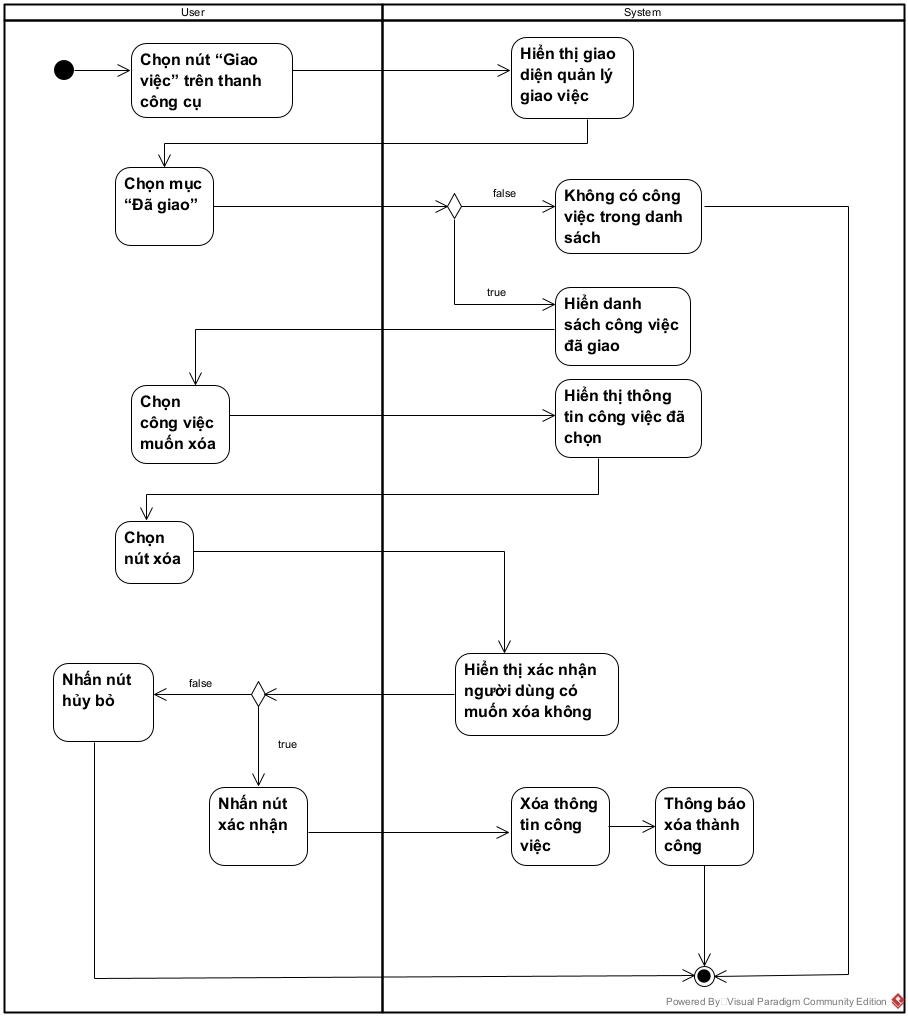 User
System
Chọn nút “Giao
việc” trên thanh
công cụ
Hiển thị giao
diện quản lý
giao việc
Chọn mục
“Đã giao”
false
Không có công
việc trong danh
sách
true
Hiển danh
sách công việc
đã giao
Chọn
công việc
muốn xóa
Hiển thị thông
tin công việc đã
chọn
Chọn
nút xóa
Hiển thị xác nhận
người dùng có
muốn xóa không
false
Nhấn nút
hủy bỏ
true
Nhấn nút
xác nhận
Xóa thông
tin công
việc
Thông báo
xóa thành
công
Powered By Visual Paradigm Community Edition